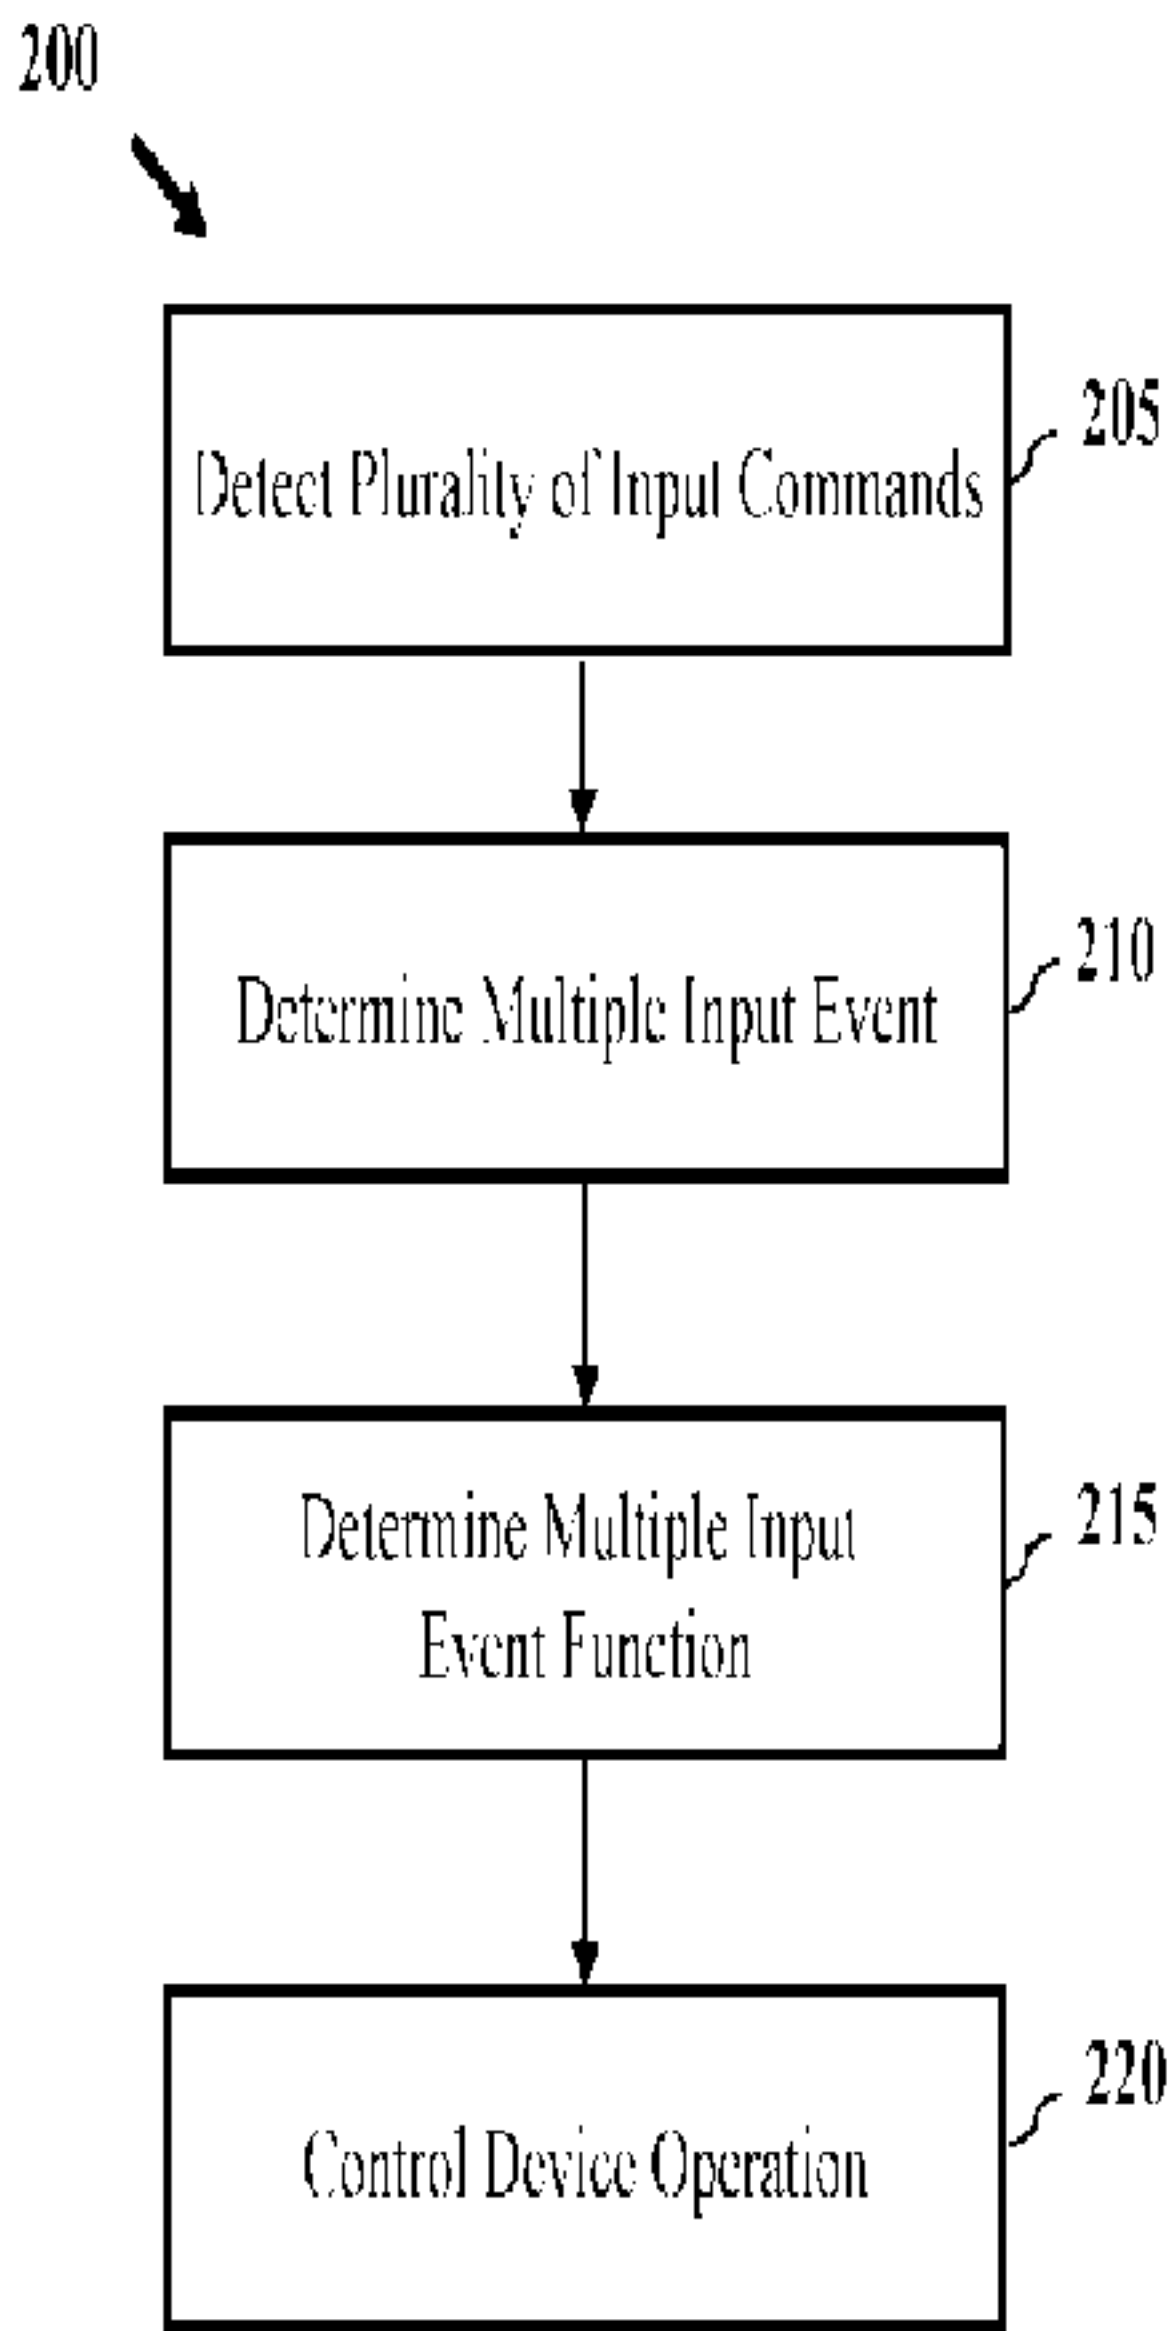 200
Detect Plurality of Input Commands
205
Determine Multiple Input Event
210
Determine Multiple Input
Event Function
215
Control Device Operation
220